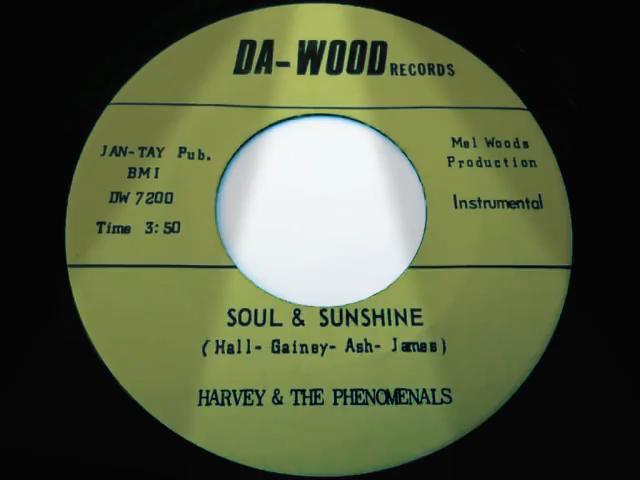 DA-WOOD RECORDS
JAN-TAY Pub.
BMI
DW 7200
Time 3:50
Mel Woods
Production
Instrumental
SOUL & SUNSHINE
(Hall- Gainey- Ash- James)
HARVEY & THE PHENOMENALS